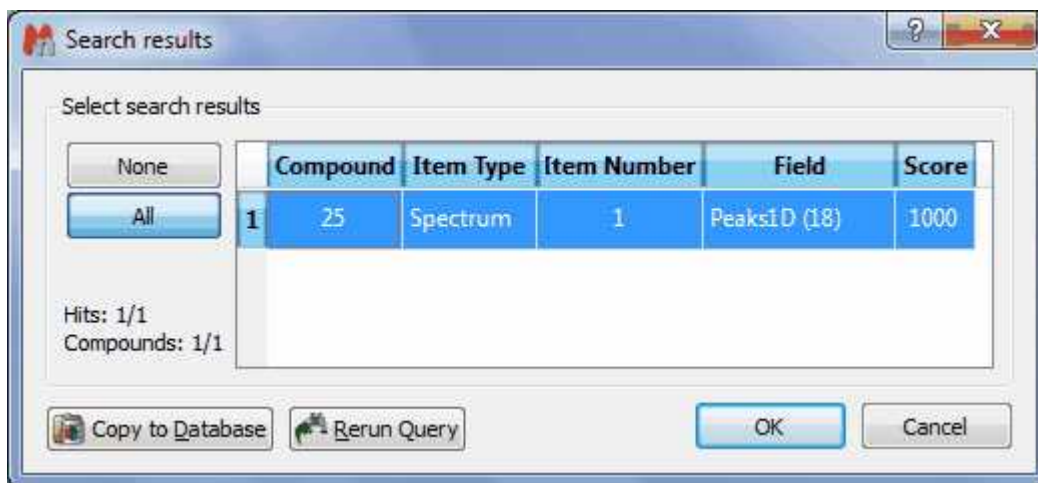 Search results
?
X
Select search results
None
All
Hits: 1/1
Compounds: 1/1
Compound Item Type Item Number Field Score
1 25 Spectrum 1 Peaks1D (18) 1000
Copy to Database
Rerun Query
OK
Cancel